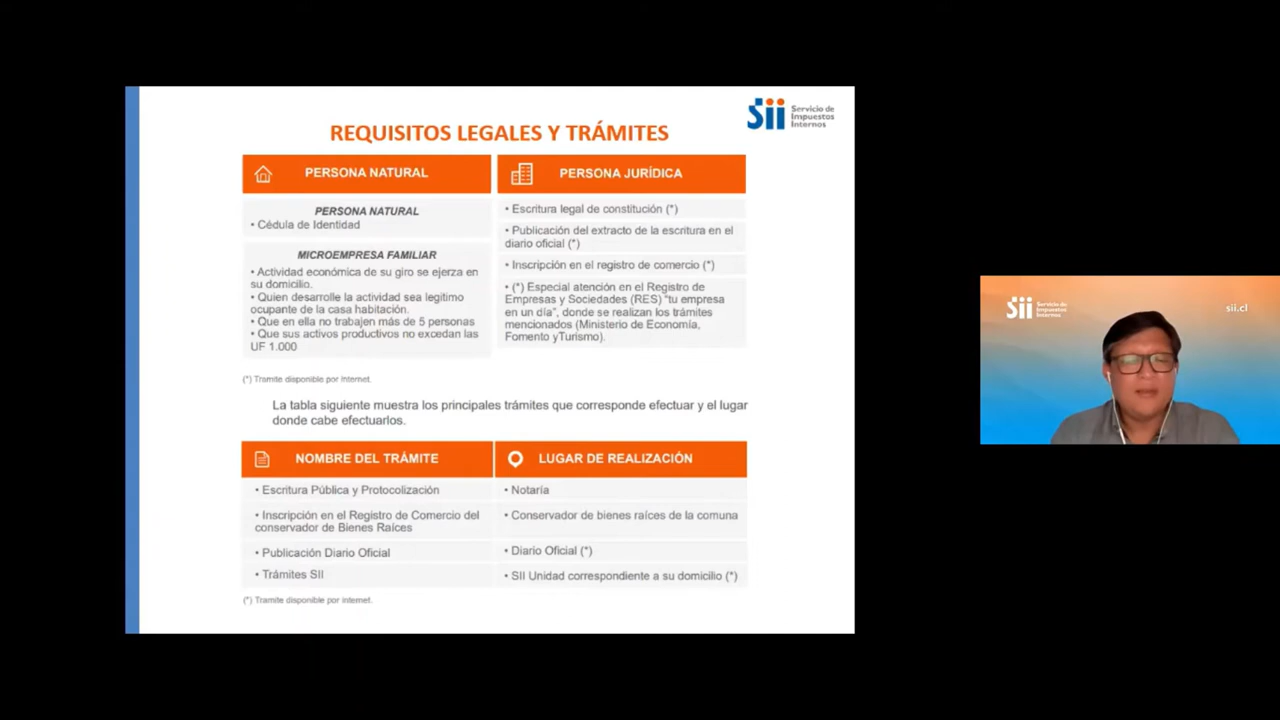 Sii Servicio de
Impuestos
Internos
REQUISITOS LEGALES Y TRÁMITES
PERSONA NATURAL
PERSONA NATURAL
• Cédula de Identidad
MICROEMPRESA FAMILIAR
• Actividad económica de su giro se ejerza en
su domicilio.
• Quien desarrolle la actividad sea legitimo
ocupante de la casa habitación.
• Que en ella no trabajen más de 5 personas
• Que sus activos productivos no excedan las
UF 1.000
PERSONA JURÍDICA
• Escritura legal de constitución (*)
• Publicación del extracto de la escritura en el
diario oficial (*)
• Inscripción en el registro de comercio (*)
• (*) Especial atención en el Registro de
Empresas y Sociedades (RES) "tu empresa
en un día", donde se realizan los trámites
mencionados (Ministerio de Economía,
Fomento yTurismo).
(*) Tramite disponible por Internet.
La tabla siguiente muestra los principales trámites que corresponde efectuar y el lugar
donde cabe efectuarlos.
NOMBRE DEL TRÁMITE
LUGAR DE REALIZACIÓN
• Escritura Pública y Protocolización
• Notaría
• Inscripción en el Registro de Comercio del
conservador de Bienes Raíces
• Conservador de bienes raíces de la comuna
• Publicación Diario Oficial
• Diario Oficial (*)
• Trámites SII
• SII Unidad correspondiente a su domicilio (*)
(*) Tramite disponible por internet.
Sii Servicio de
Impuestos
Internos
sii.cl